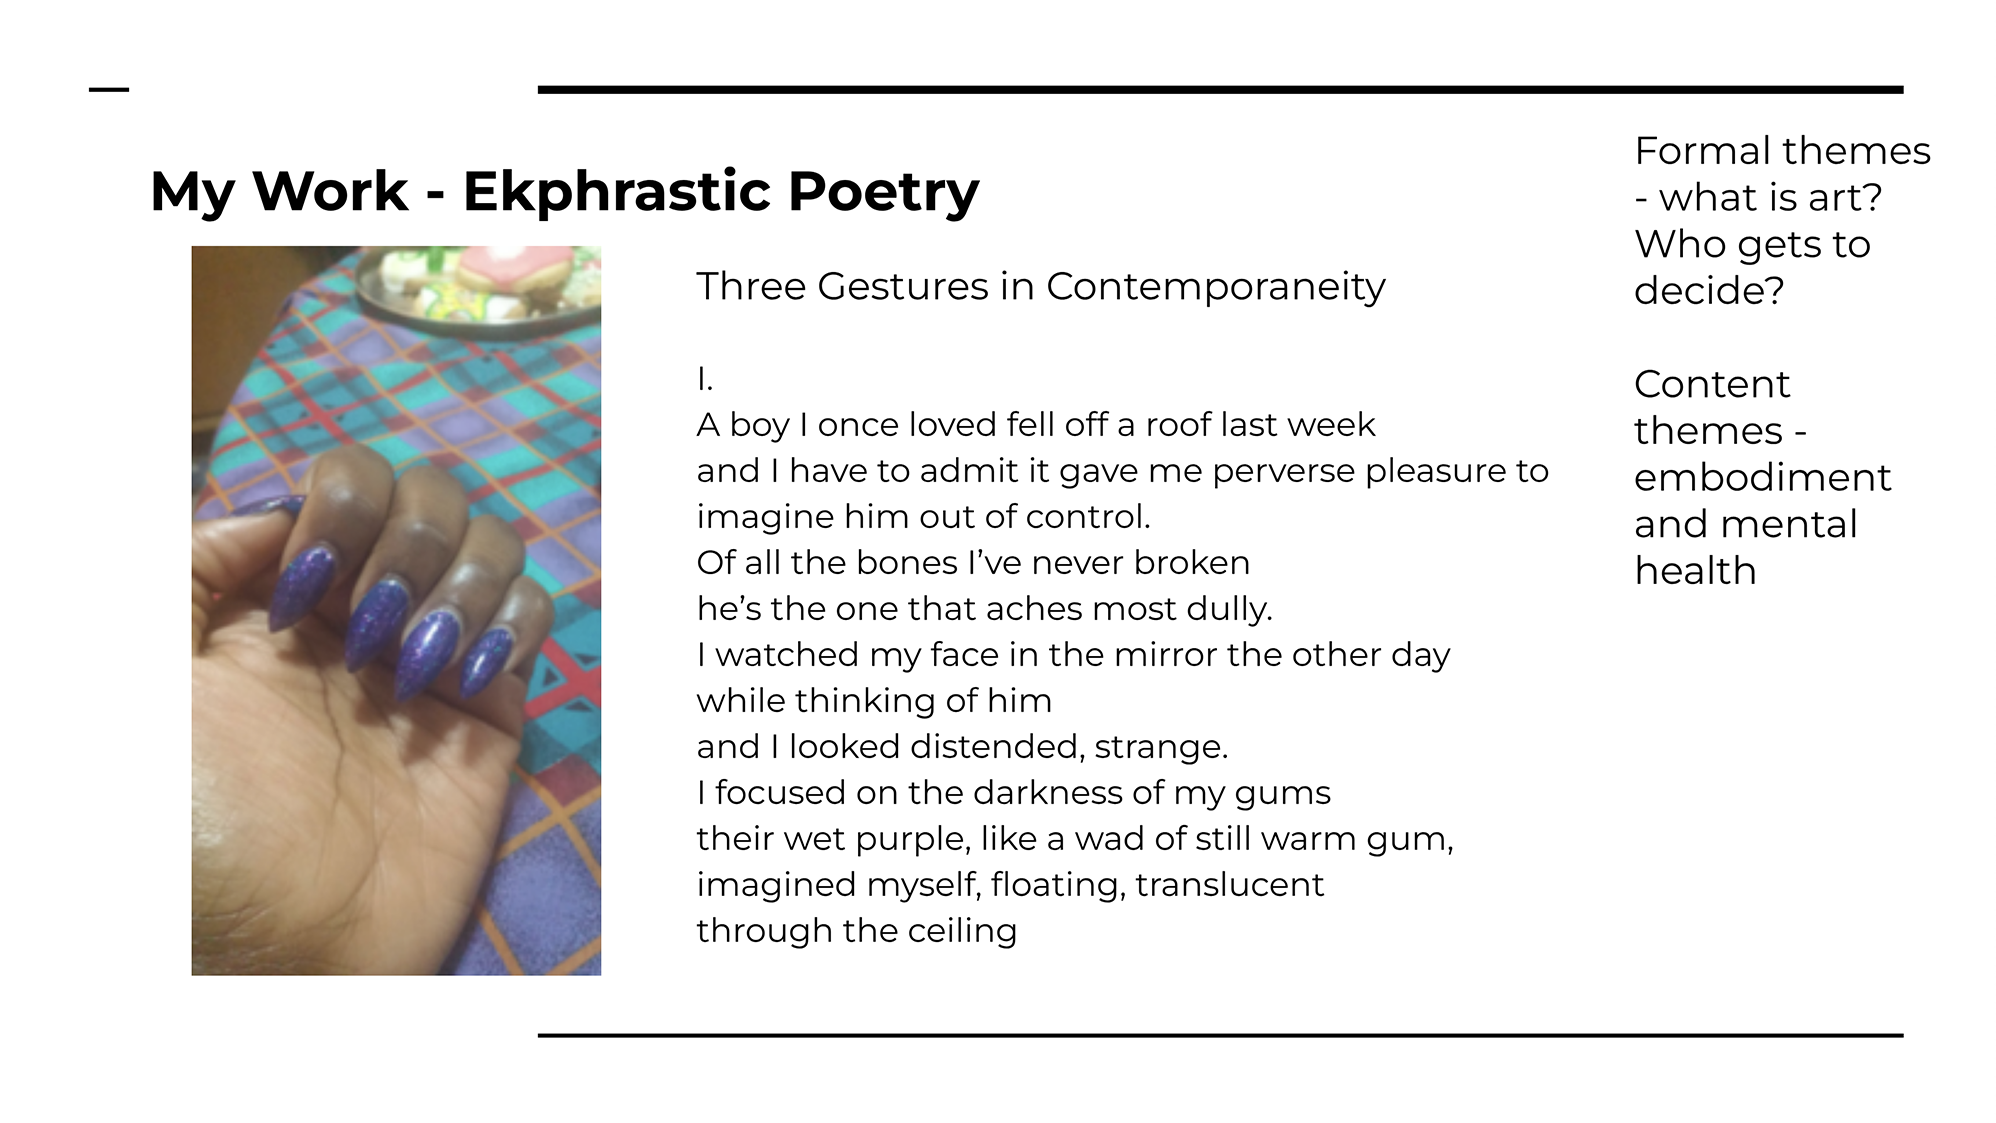 My Work - Ekphrastic Poetry
Three Gestures in Contemporaneity
I.
A boy I once loved fell off a roof last week
and I have to admit it gave me perverse pleasure to
imagine him out of control.
Of all the bones I’ve never broken
he’s the one that aches most dully.
I watched my face in the mirror the other day
while thinking of him
and I looked distended, strange.
I focused on the darkness of my gums
their wet purple, like a wad of still warm gum,
imagined myself, floating, translucent
through the ceiling
Formal themes
- what is art?
Who gets to
decide?
Content
themes -
embodiment
and mental
health